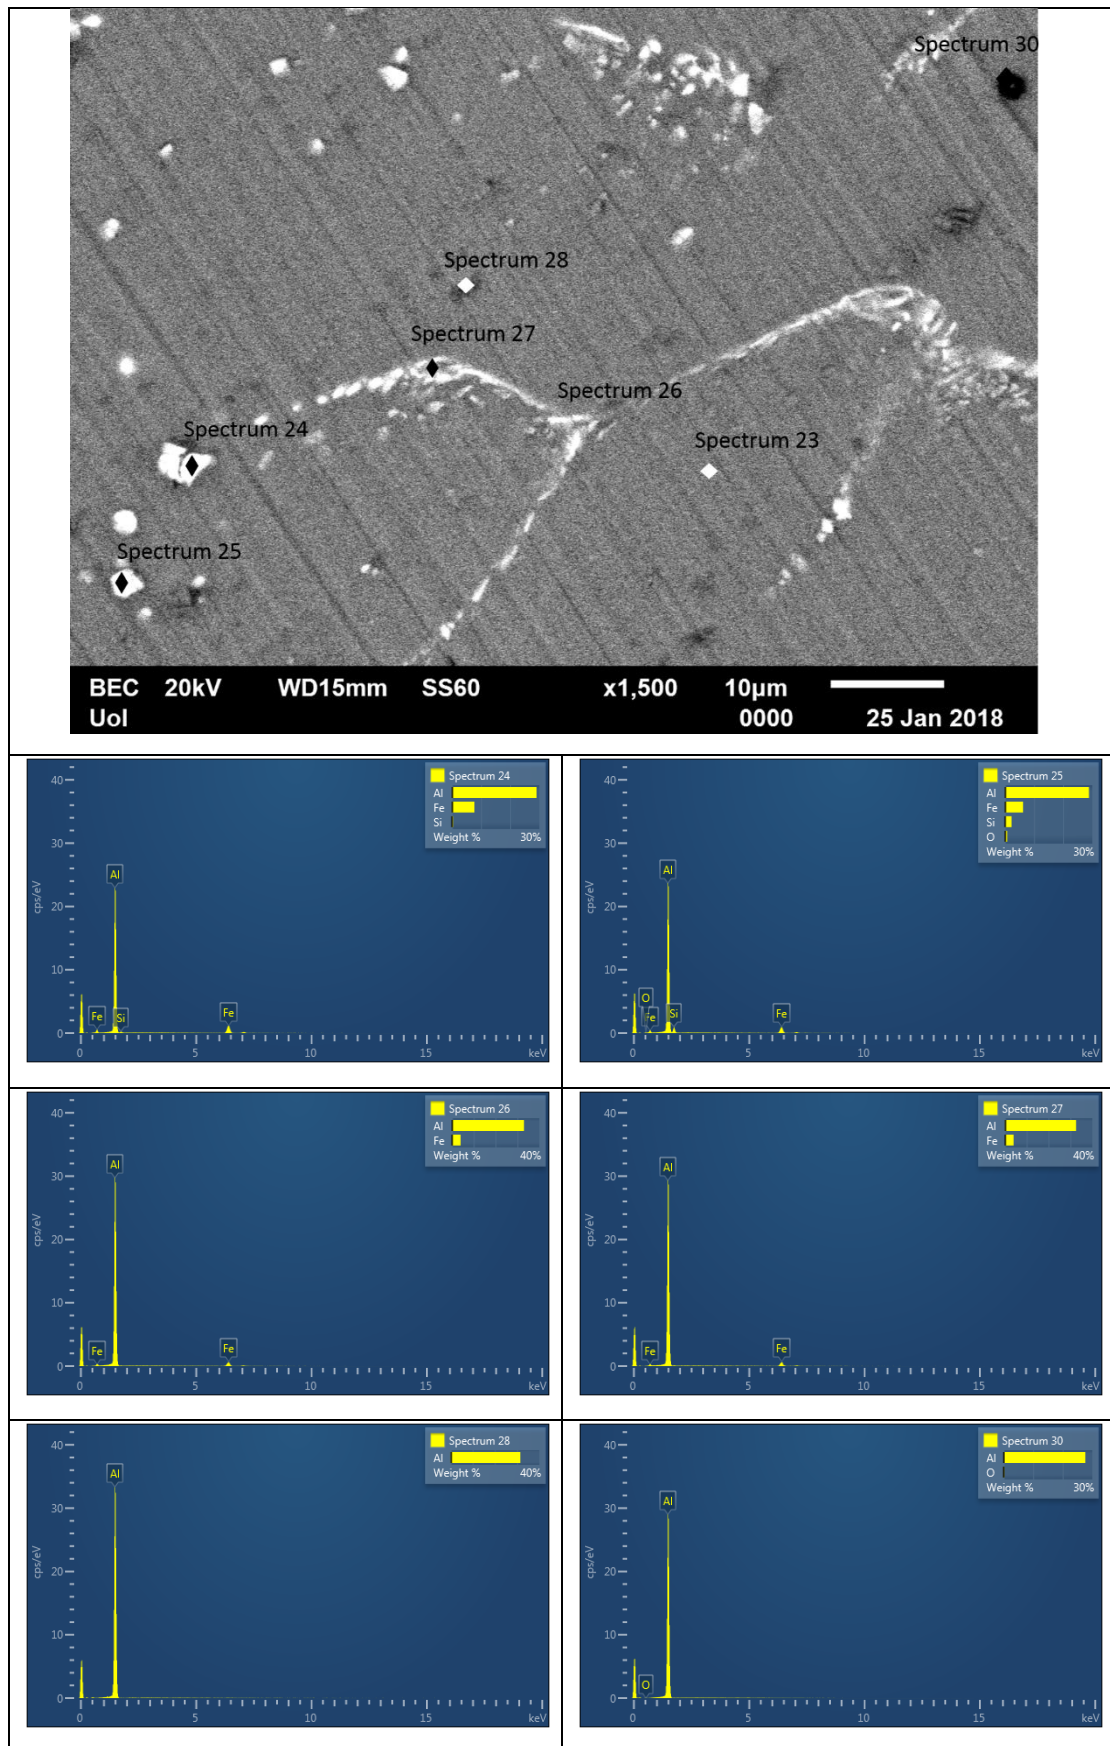 Spectrum 30
Spectrum 28
Spectrum 27
Spectrum 26
Spectrum 24
Spectrum 23
Spectrum 25
BEC 20kV WD15mm SS60 x1,500 10µm
UoI 0000 25 Jan 2018
Spectrum 24
Al
Fe
Si
Weight % 30%
40
30
20
10
0
cps/eV
Al
Fe
Si
Fe
0 5 10 15 keV
Spectrum 25
Al
Fe
Si
O
Weight % 30%
40
30
20
10
0
cps/eV
Al
O
Fe
Si
Fe
0 5 10 15 keV
Spectrum 26
Al
Fe
Weight % 40%
40
30
20
10
0
cps/eV
Al
Fe
Fe
0 5 10 15 keV
Spectrum 27
Al
Fe
Weight % 40%
40
30
20
10
0
cps/eV
Al
Fe
Fe
0 5 10 15 keV
Spectrum 28
Al
Weight % 40%
40
30
20
10
0
cps/eV
Al
0 5 10 15 keV
Spectrum 30
Al
O
Weight % 30%
40
30
20
10
0
cps/eV
Al
O
0 5 10 15 keV